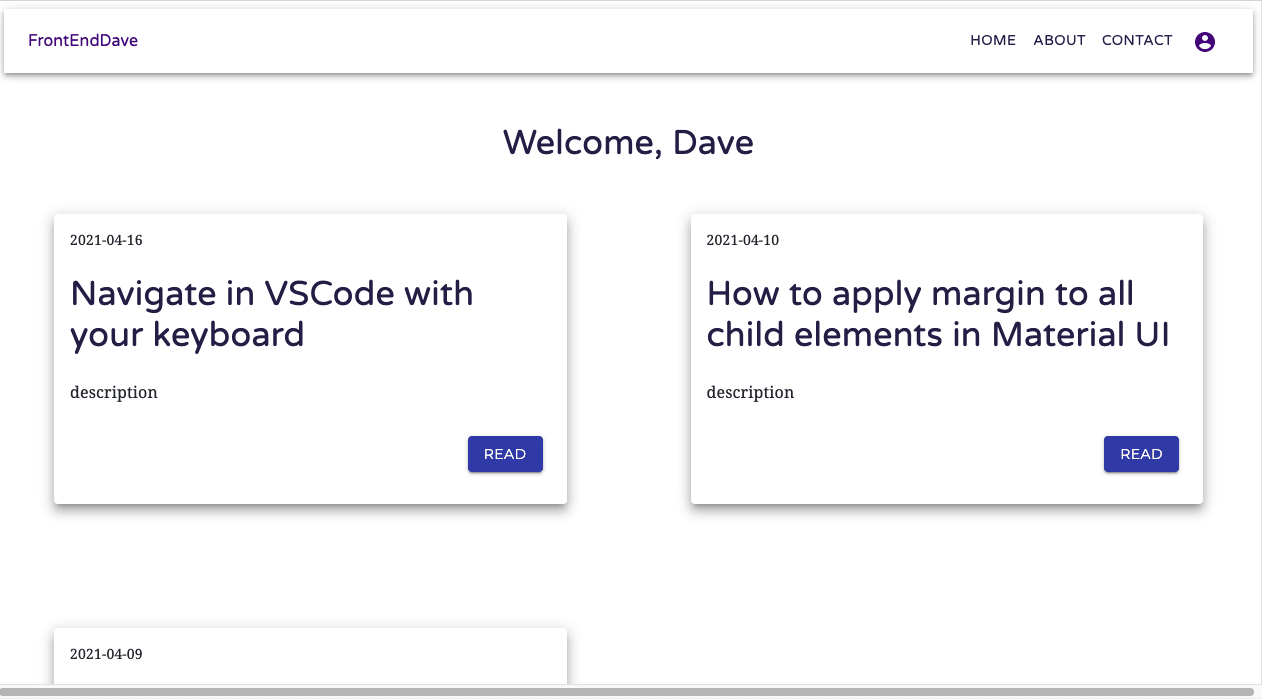 FrontEndDave
HOME ABOUT CONTACT
Welcome, Dave
2021-04-16
Navigate in VSCode with
your keyboard
description
READ
2021-04-10
How to apply margin to all
child elements in Material UI
description
READ
2021-04-09